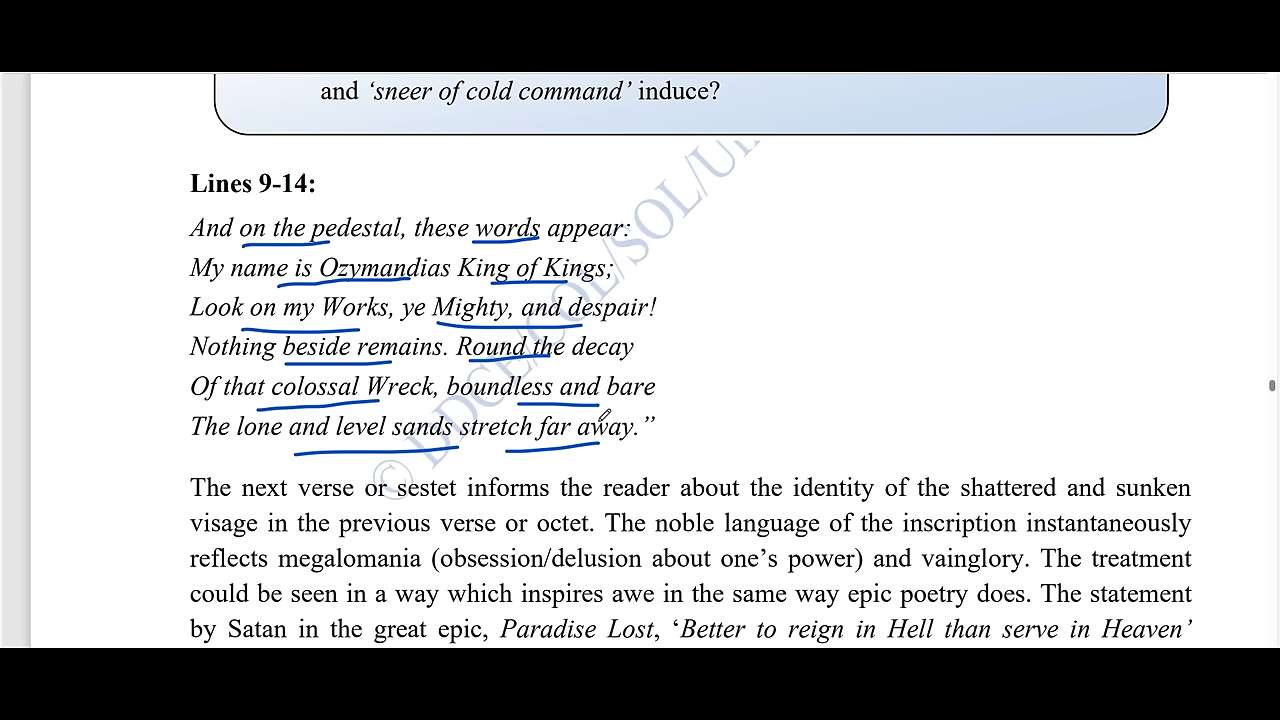 and ‘sneer of cold command’ induce?
Lines 9-14:
And on the pedestal, these words appear:
My name is Ozymandias King of Kings;
Look on my Works, ye Mighty, and despair!
Nothing beside remains. Round the decay
Of that colossal Wreck, boundless and bare
The lone and level sands stretch far away.”
The next verse or sestet informs the reader about the identity of the shattered and sunken
visage in the previous verse or octet. The noble language of the inscription instantaneously
reflects megalomania (obsession/delusion about one’s power) and vainglory. The treatment
could be seen in a way which inspires awe in the same way epic poetry does. The statement
by Satan in the great epic, Paradise Lost, ‘Better to reign in Hell than serve in Heaven’